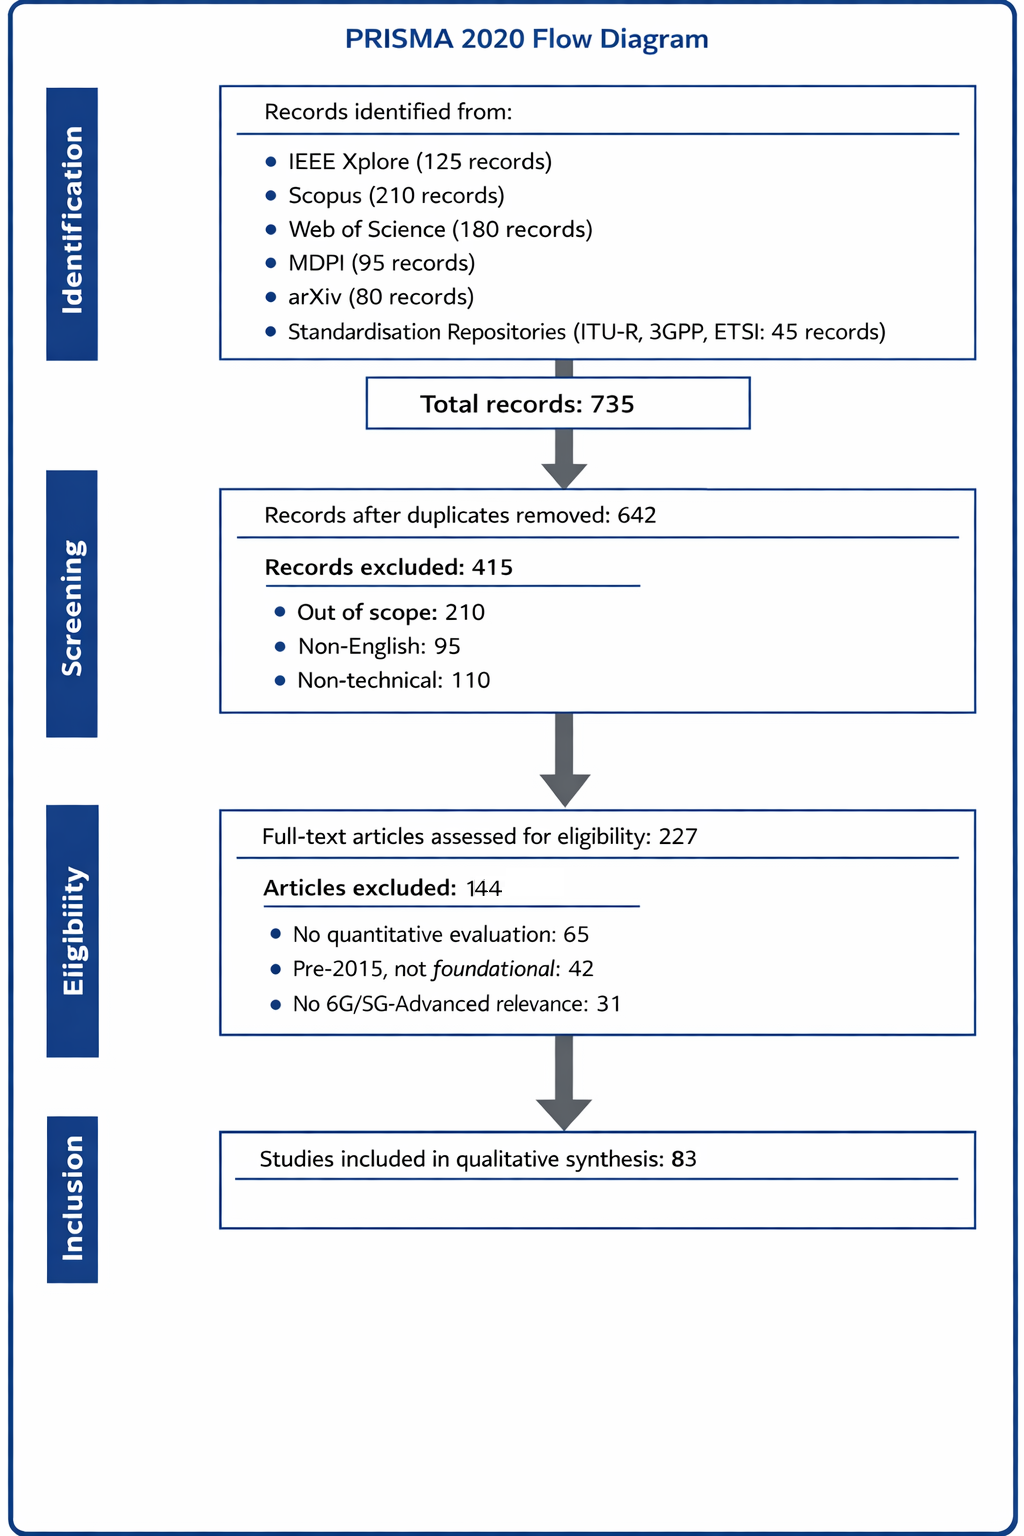 PRISMA 2020 Flow Diagram
Identification
Records identified from:
IEEE Xplore (125 records)
Scopus (210 records)
Web of Science (180 records)
MDPI (95 records)
arXiv (80 records)
Standardisation Repositories (ITU-R, 3GPP, ETSI: 45 records)
Total records: 735
Screening
Records after duplicates removed: 642
Records excluded: 415
Out of scope: 210
Non-English: 95
Non-technical: 110
Eligibility
Full-text articles assessed for eligibility: 227
Articles excluded: 144
No quantitative evaluation: 65
Pre-2015, not foundational: 42
No 6G/SG-Advanced relevance: 31
Inclusion
Studies included in qualitative synthesis: 83